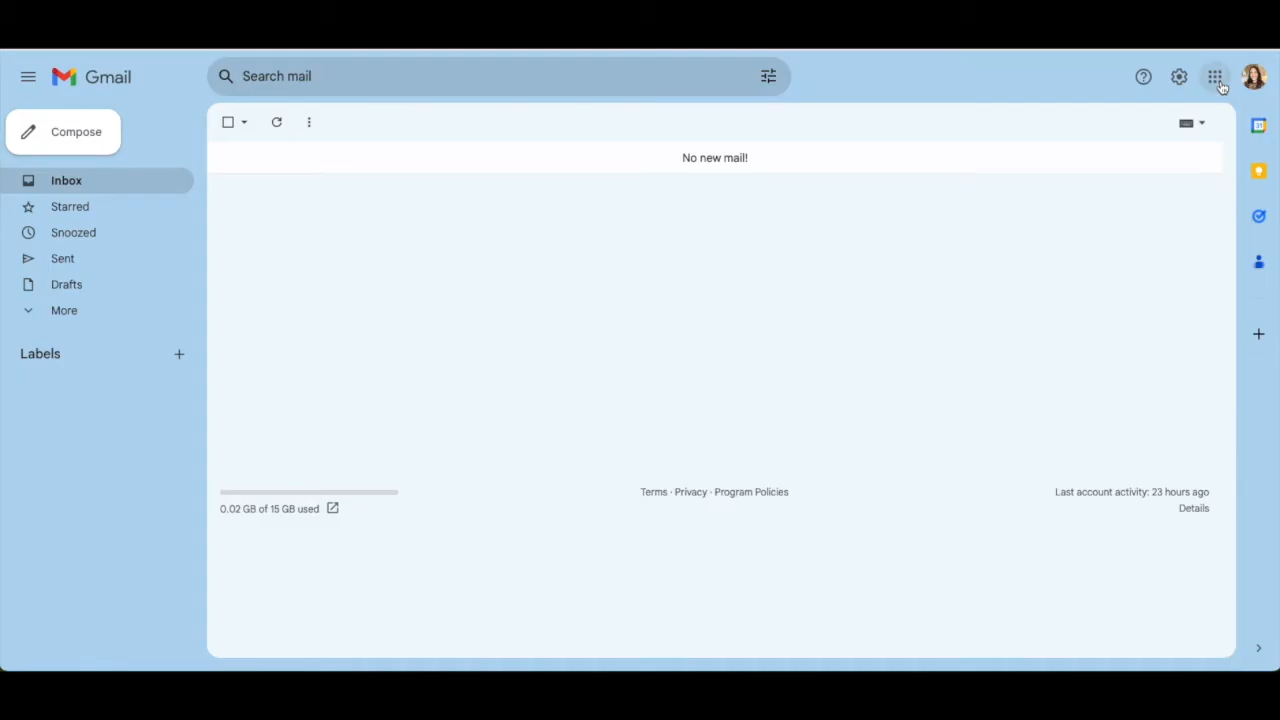 Gmail
Search mail
Compose
No new mail!
Inbox
Starred
Snoozed
Sent
Drafts
More
Labels
Terms · Privacy · Program Policies
Last account activity: 23 hours ago
0.02 GB of 15 GB used
Details